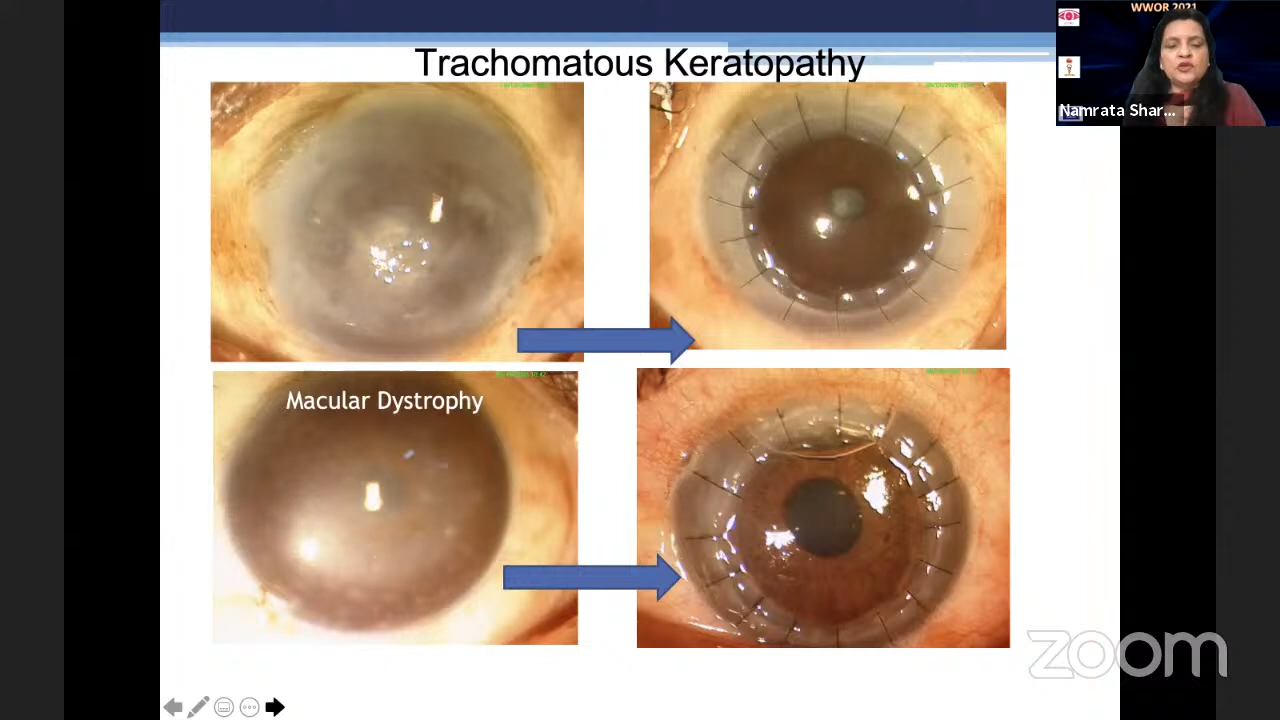 WWOR 2021
Trachomatous Keratopathy
Namrata Shar...
Macular Dystrophy
zoom